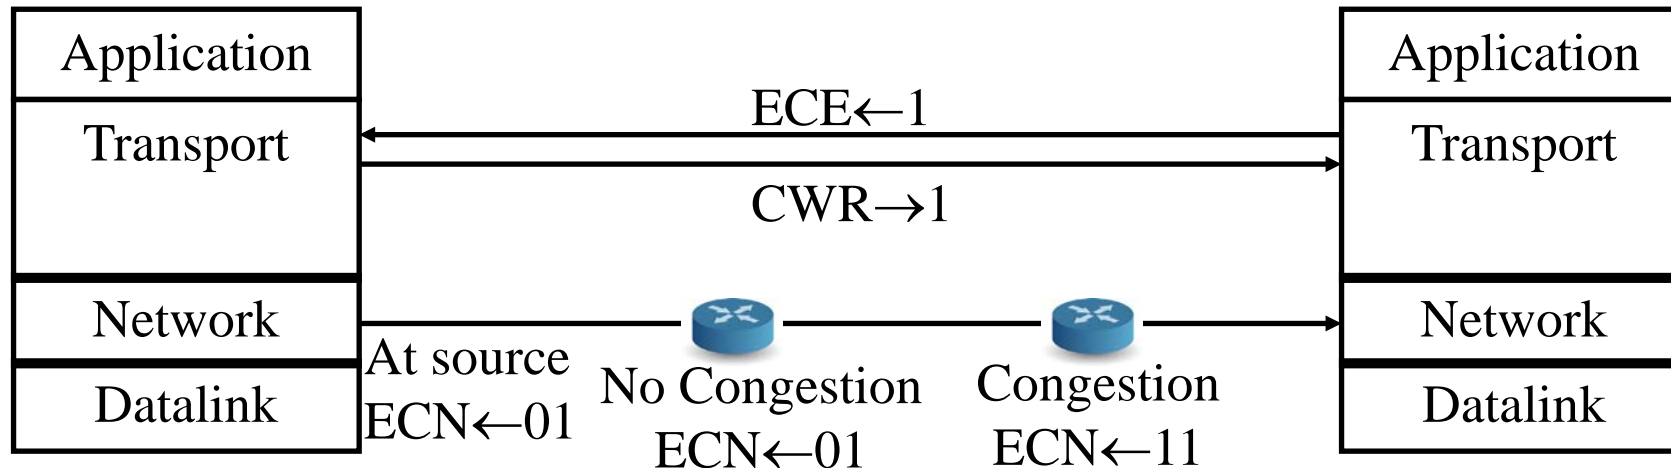 Application
Transport
Network
Datalink
ECE←1
CWR→1
At source
ECN←01
No Congestion
ECN←01
Congestion
ECN←11
Application
Transport
Network
Datalink